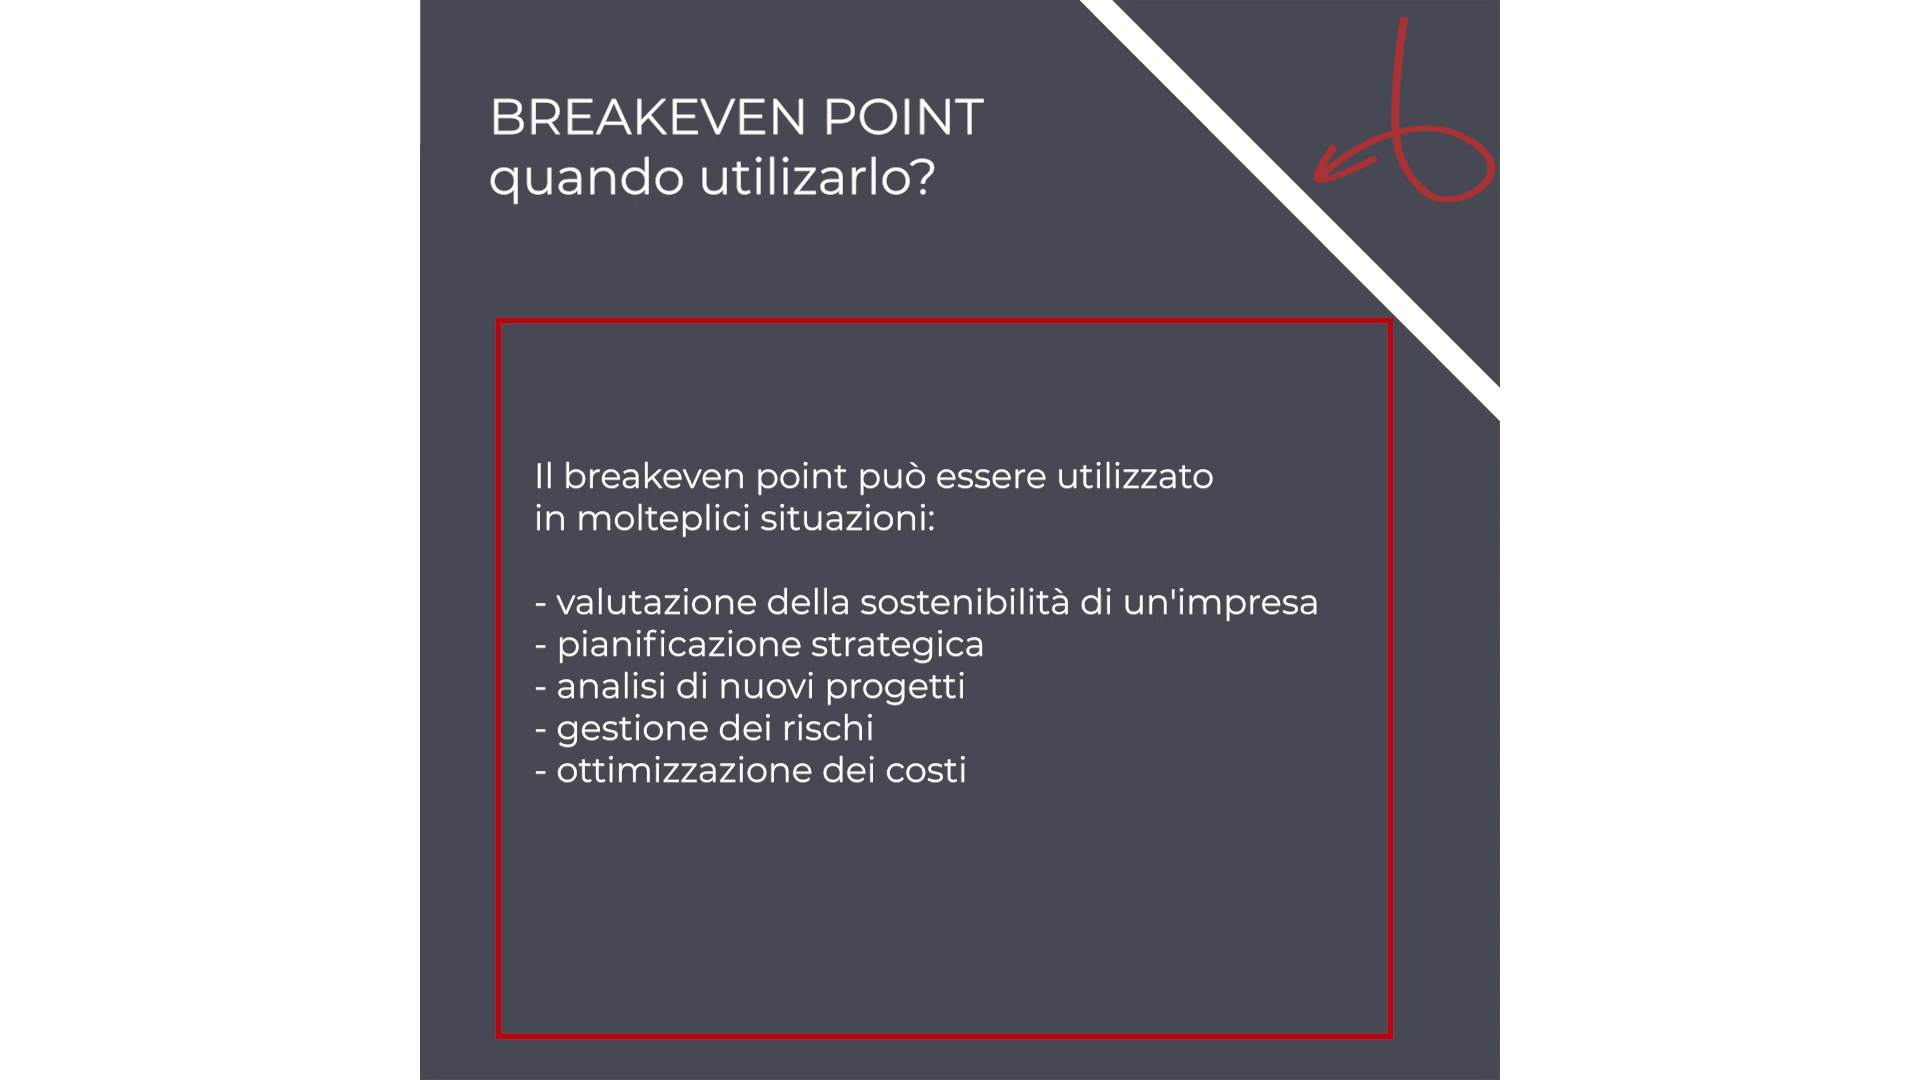 BREAKEVEN POINT
quando utilizarlo?
Il breakeven point può essere utilizzato
in molteplici situazioni:
- valutazione della sostenibilità di un'impresa
- pianificazione strategica
- analisi di nuovi progetti
- gestione dei rischi
- ottimizzazione dei costi